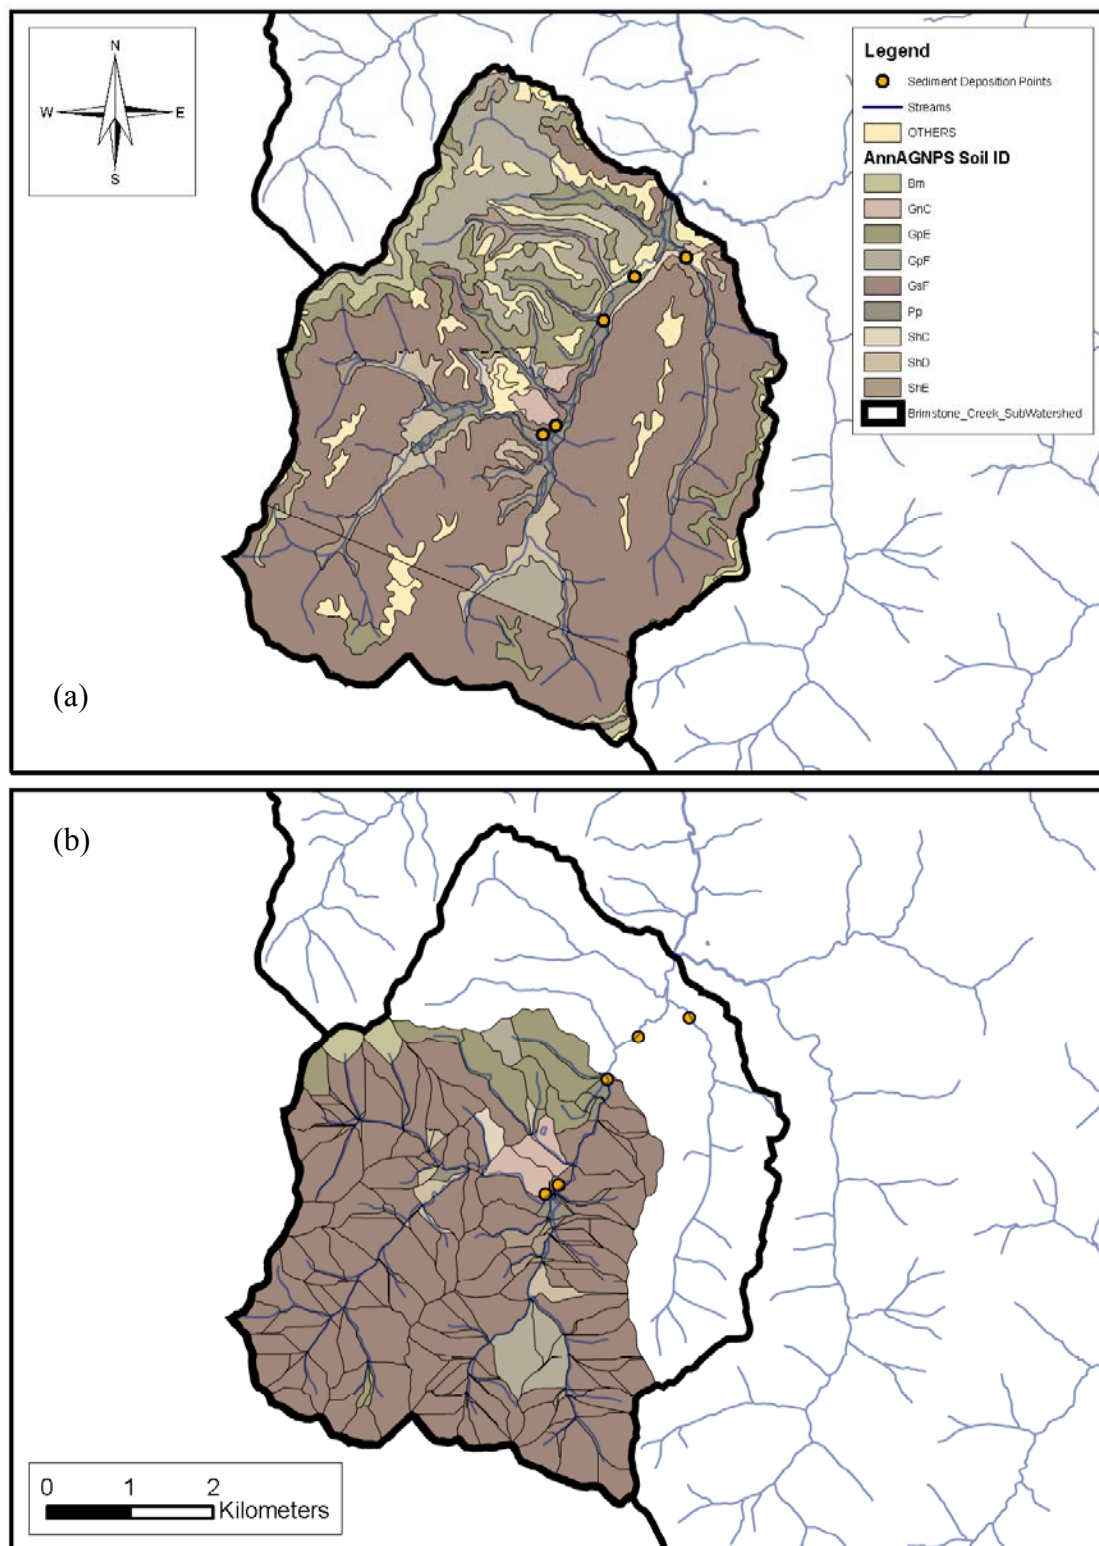 N
W
E
S
Legend
Sediment Deposition Points
Streams
OTHERS
AnnAGNPS Soil ID
Bm
GnC
GpE
GpF
GsF
Pp
ShC
ShD
ShE
Brimstone_Creek_SubWatershed
(a)
(b)
0 1 2
Kilometers